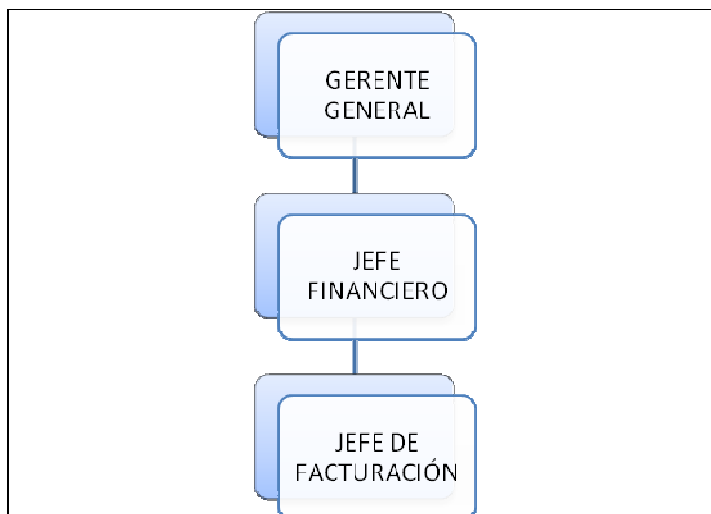 GERENTE
GENERAL
JEFE
FINANCIERO
JEFE DE
FACTURACIÓN